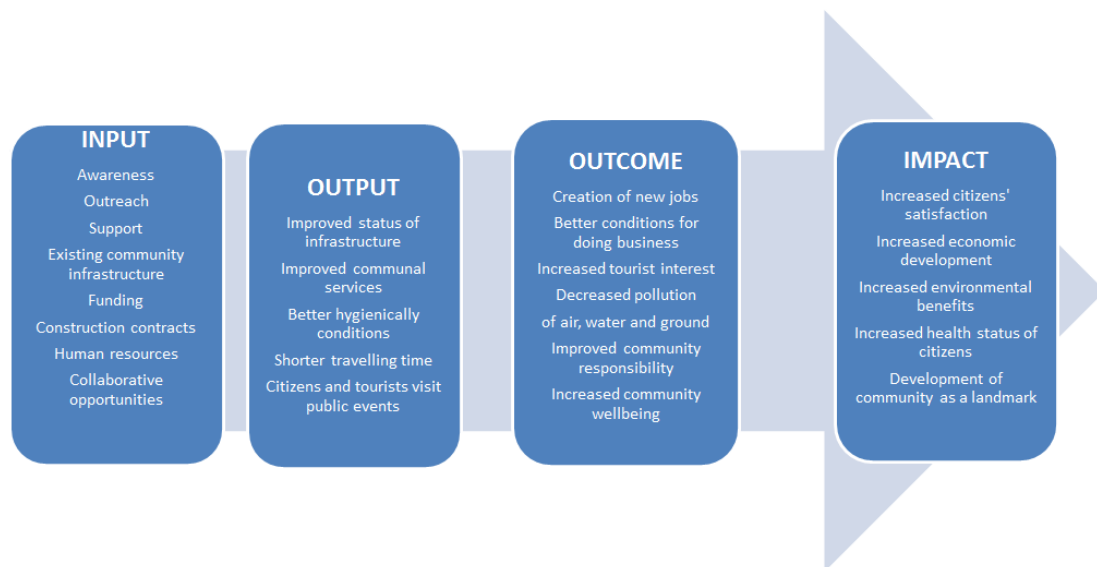 INPUT
Awareness
Outreach
Support
Existing community
infrastructure
Funding
Construction contracts
Human resources
Collaborative
opportunities
OUTPUT
Improved status of
infrastructure
Improved communal
services
Better hygienically
conditions
Shorter travelling time
Citizens and tourists visit
public events
OUTCOME
Creation of new jobs
Better conditions for
doing business
Increased tourist interest
Decreased pollution
of air, water and ground
Improved community
responsibility
Increased community
wellbeing
IMPACT
Increased citizens'
satisfaction
Increased economic
development
Increased environmental
benefits
Increased health status of
citizens
Development of
community as a landmark